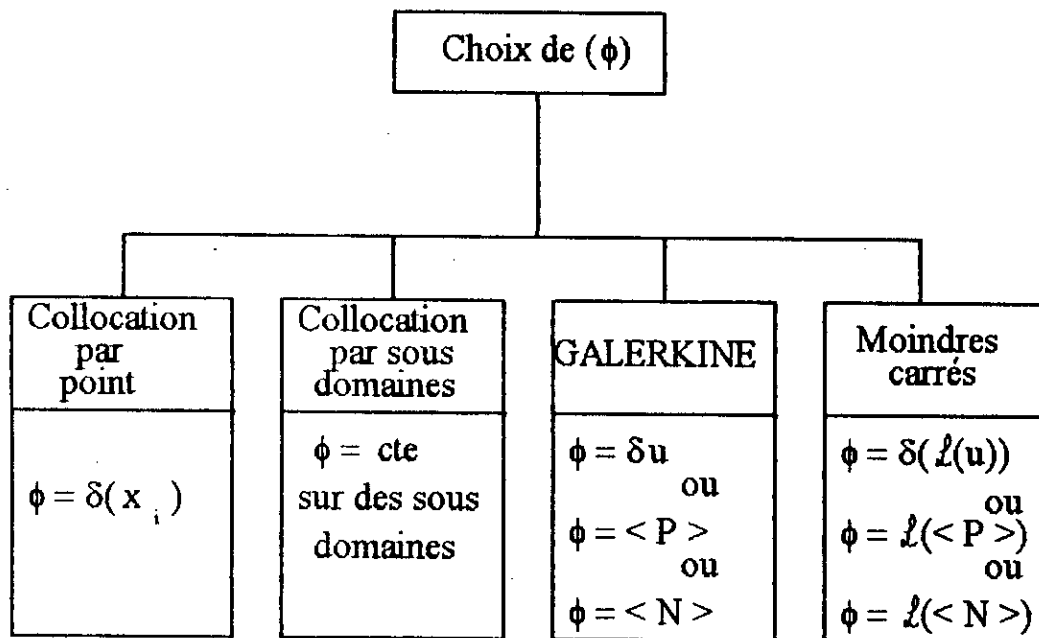 Choix de (ϕ)
Collocation
par
point
ϕ = δ( x i )
Collocation
par sous
domaines
ϕ = cte
sur des sous
domaines
GALERKINE
ϕ = δu
ou
ϕ = < P >
ou
ϕ = < N >
Moindres
carrés
ϕ = δ( ℒ(u))
ou
ϕ = ℒ(< P >)
ou
ϕ = ℒ(< N >)